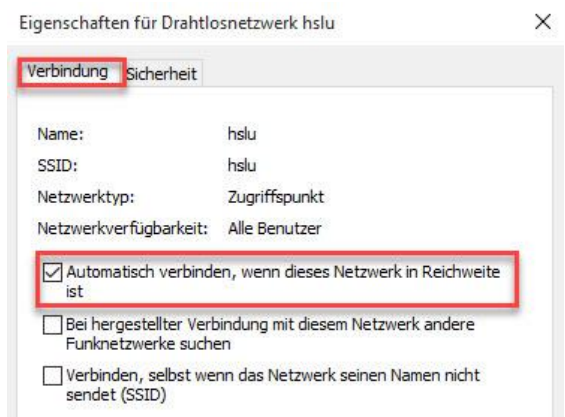 Eigenschaften für Drahtlosnetzwerk hslu
Verbindung Sicherheit
Name: hslu
SSID: hslu
Netzwerktyp: Zugriffspunkt
Netzwerkverfügbarkeit: Alle Benutzer
Automatisch verbinden, wenn dieses Netzwerk in Reichweite
ist
Bei hergestellter Verbindung mit diesem Netzwerk andere
Funknetzwerke suchen
Verbinden, selbst wenn das Netzwerk seinen Namen nicht
sendet (SSID)